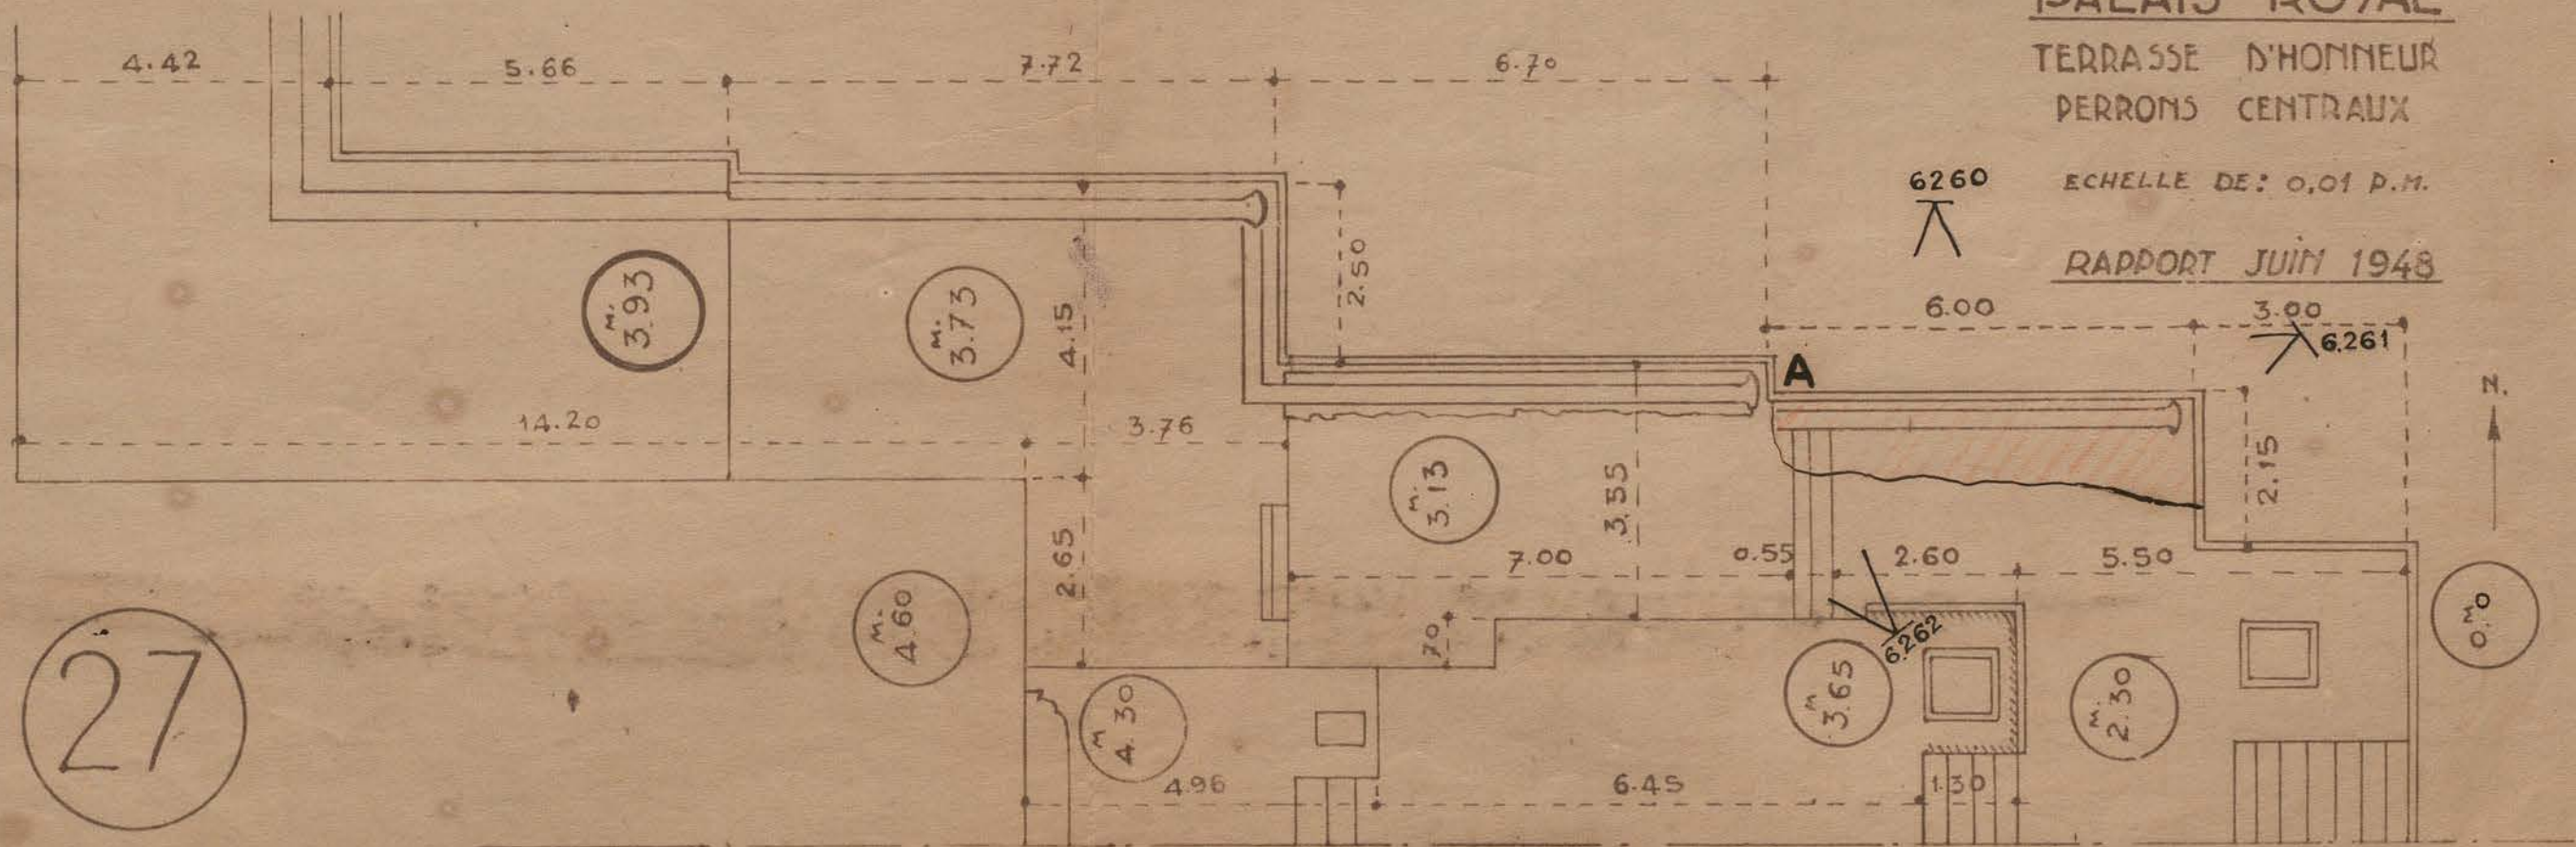 PALAIS ROYAL
TERRASSE D'HONNEUR
PERRONS CENTRAUX
ECHELLE DE: 0,01 P.M.
RAPPORT JUIN 1948
4.42
5.66
7.72
6.70
6260
6.00
3.00
6.261
2.50
M. 3.93
M. 3.73
4.15
A
N.
14.20
3.76
M. 3.13
3.55
2.15
2.65
7.00
0.55
2.60
5.50
M. 4.60
70
6.262
0.M0
27
M 4.30
M 3.65
M. 2.30
4.96
6.45
1.30